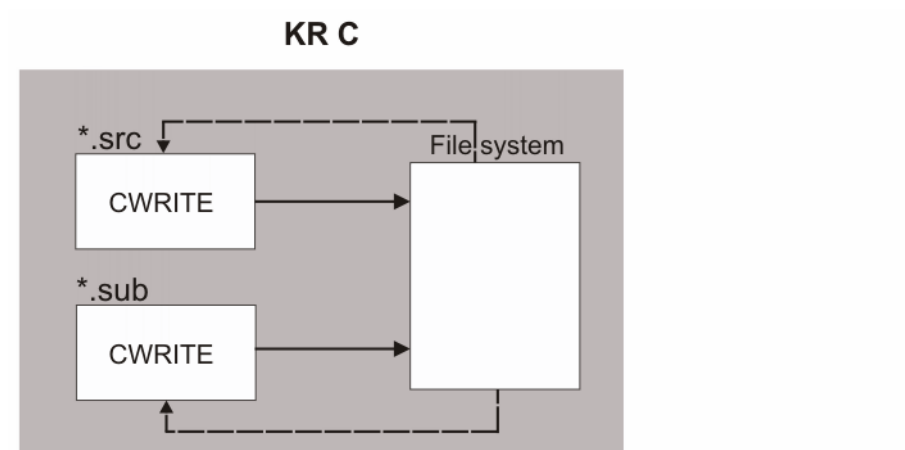 KR C
*.src
File system
CWRITE
*.sub
CWRITE